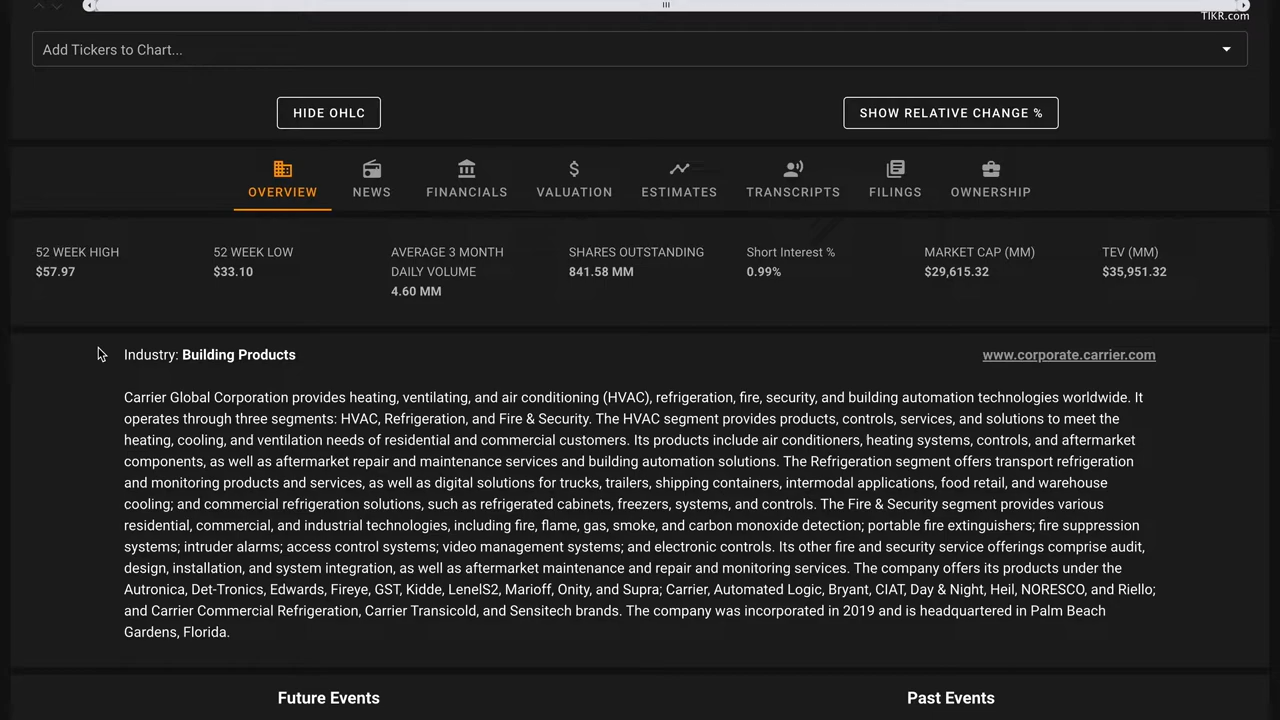 TIKR.com
Add Tickers to Chart...
HIDE OHLC
SHOW RELATIVE CHANGE %
OVERVIEW
NEWS
FINANCIALS
VALUATION
ESTIMATES
TRANSCRIPTS
FILINGS
OWNERSHIP
52 WEEK HIGH
$57.97
52 WEEK LOW
$33.10
AVERAGE 3 MONTH
DAILY VOLUME
4.60 MM
SHARES OUTSTANDING
841.58 MM
Short Interest %
0.99%
MARKET CAP (MM)
$29,615.32
TEV (MM)
$35,951.32
Industry: Building Products
www.corporate.carrier.com
Carrier Global Corporation provides heating, ventilating, and air conditioning (HVAC), refrigeration, fire, security, and building automation technologies worldwide. It
operates through three segments: HVAC, Refrigeration, and Fire & Security. The HVAC segment provides products, controls, services, and solutions to meet the
heating, cooling, and ventilation needs of residential and commercial customers. Its products include air conditioners, heating systems, controls, and aftermarket
components, as well as aftermarket repair and maintenance services and building automation solutions. The Refrigeration segment offers transport refrigeration
and monitoring products and services, as well as digital solutions for trucks, trailers, shipping containers, intermodal applications, food retail, and warehouse
cooling; and commercial refrigeration solutions, such as refrigerated cabinets, freezers, systems, and controls. The Fire & Security segment provides various
residential, commercial, and industrial technologies, including fire, flame, gas, smoke, and carbon monoxide detection; portable fire extinguishers; fire suppression
systems; intruder alarms; access control systems; video management systems; and electronic controls. Its other fire and security service offerings comprise audit,
design, installation, and system integration, as well as aftermarket maintenance and repair and monitoring services. The company offers its products under the
Autronica, Det-Tronics, Edwards, Fireye, GST, Kidde, LenelS2, Marioff, Onity, and Supra; Carrier, Automated Logic, Bryant, CIAT, Day & Night, Heil, NORESCO, and Riello;
and Carrier Commercial Refrigeration, Carrier Transicold, and Sensitech brands. The company was incorporated in 2019 and is headquartered in Palm Beach
Gardens, Florida.
Future Events
Past Events